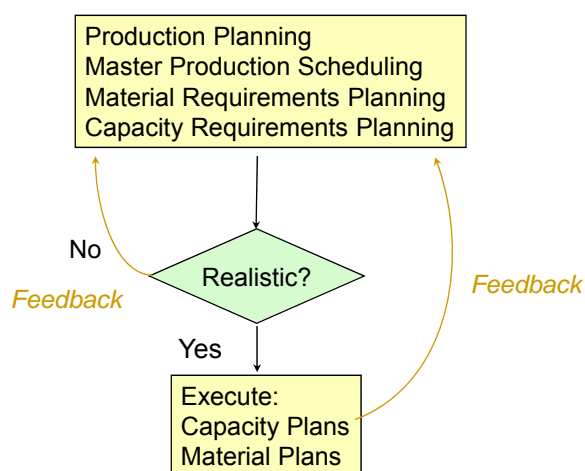 Production Planning
Master Production Scheduling
Material Requirements Planning
Capacity Requirements Planning
No
Realistic?
Feedback
Feedback
Yes
Execute:
Capacity Plans
Material Plans